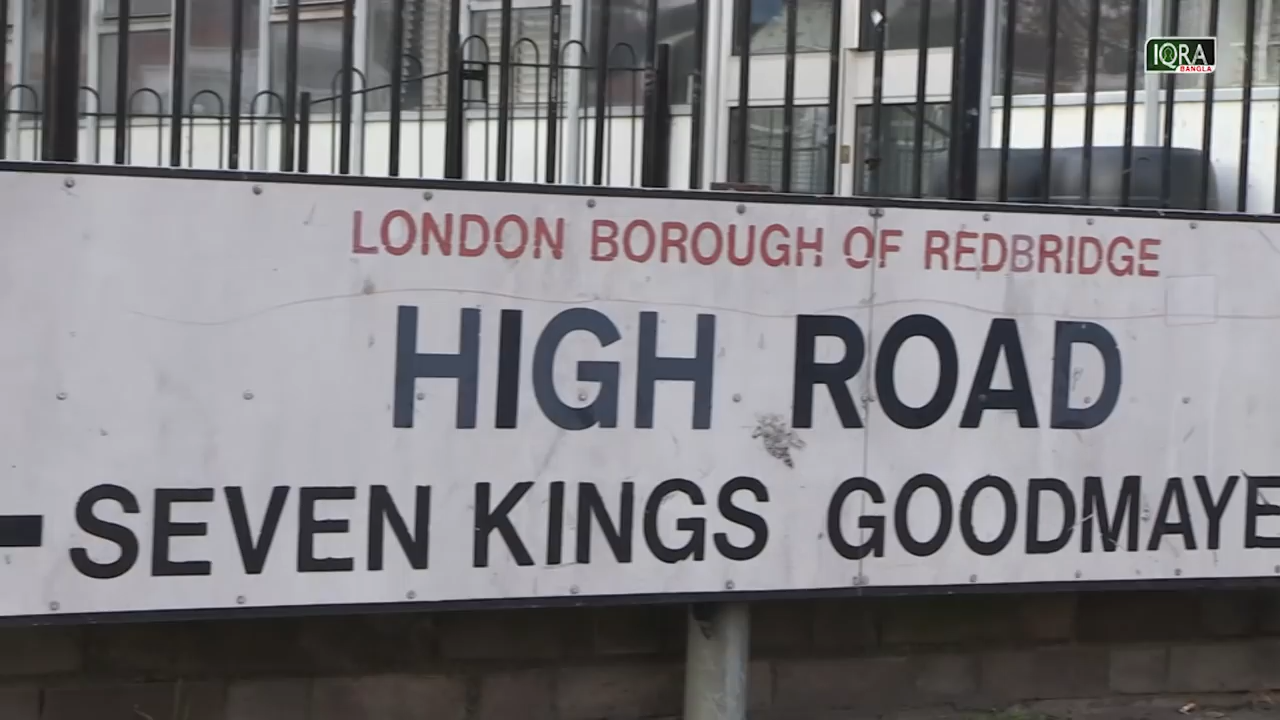 IQRA
BANGLA
LONDON BOROUGH OF REDBRIDGE
HIGH ROAD
SEVEN KINGS GOODMAYE